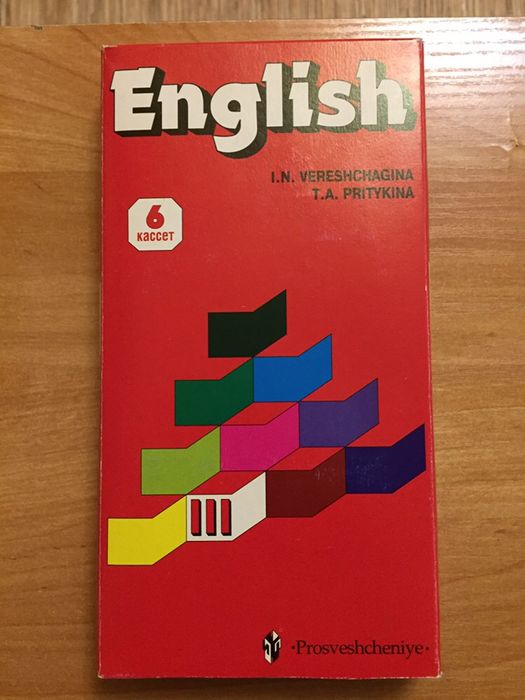 English
I.N. VERESHCHAGINA
T.A. PRITYKINA
6
КАССЕТ
III
·Prosveshcheniye·